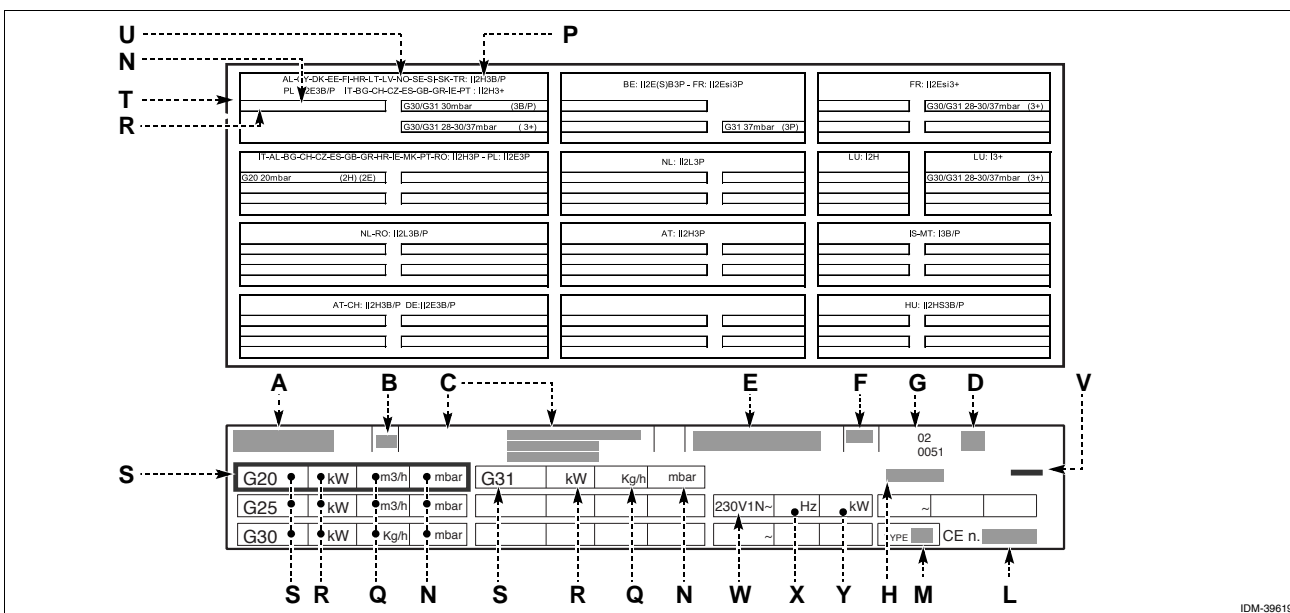 U P
N
T
R
AL-CY-DK-EE-FI-HR-LT-LV-NO-SE-SI-SK-TR: II2H3B/P
PL II2E3B/P IT-BG-CH-CZ-ES-GB-GR-IE-PT : II2H3+
G30/G31 30mbar (3B/P)
G30/G31 28-30/37mbar ( 3+)
BE: II2E(S)B3P - FR: II2Esi3P
G31 37mbar (3P)
FR: II2Esi3+
G30/G31 28-30/37mbar (3+)
IT-AL-BG-CH-CZ-ES-GB-GR-HR-IE-MK-PT-RO: II2H3P - PL: II2E3P
G20 20mbar (2H) (2E)
NL: II2L3P
LU: I2H
LU: I3+
G30/G31 28-30/37mbar (3+)
NL-RO: II2L3B/P
AT: II2H3P
IS-MT: I3B/P
AT-CH: II2H3B/P DE:II2E3B/P
HU: II2HS3B/P
A B C E F G D V
02
0051
S
G20 kW m3/h mbar G31 kW Kg/h mbar
G25 kW m3/h mbar 230V1N~ Hz kW ~
G30 kW Kg/h mbar ~ YPE CE n.
S R Q N S R Q N W X Y H M L
IDM-39619